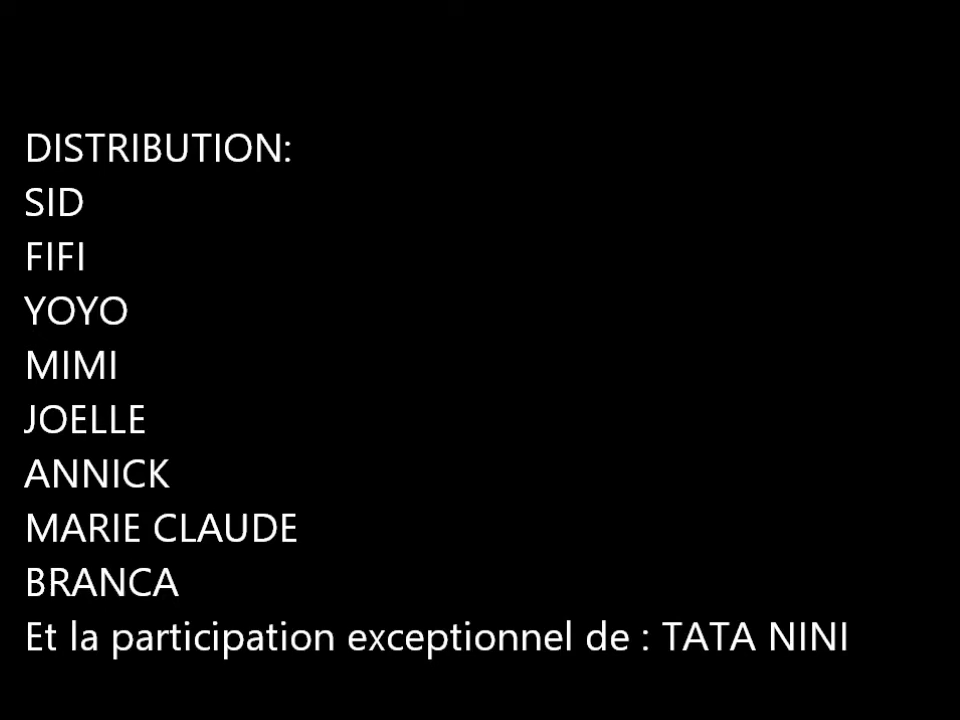 DISTRIBUTION:
SID
FIFI
YOYO
MIMI
JOELLE
ANNICK
MARIE CLAUDE
BRANCA
Et la participation exceptionnel de : TATA NINI